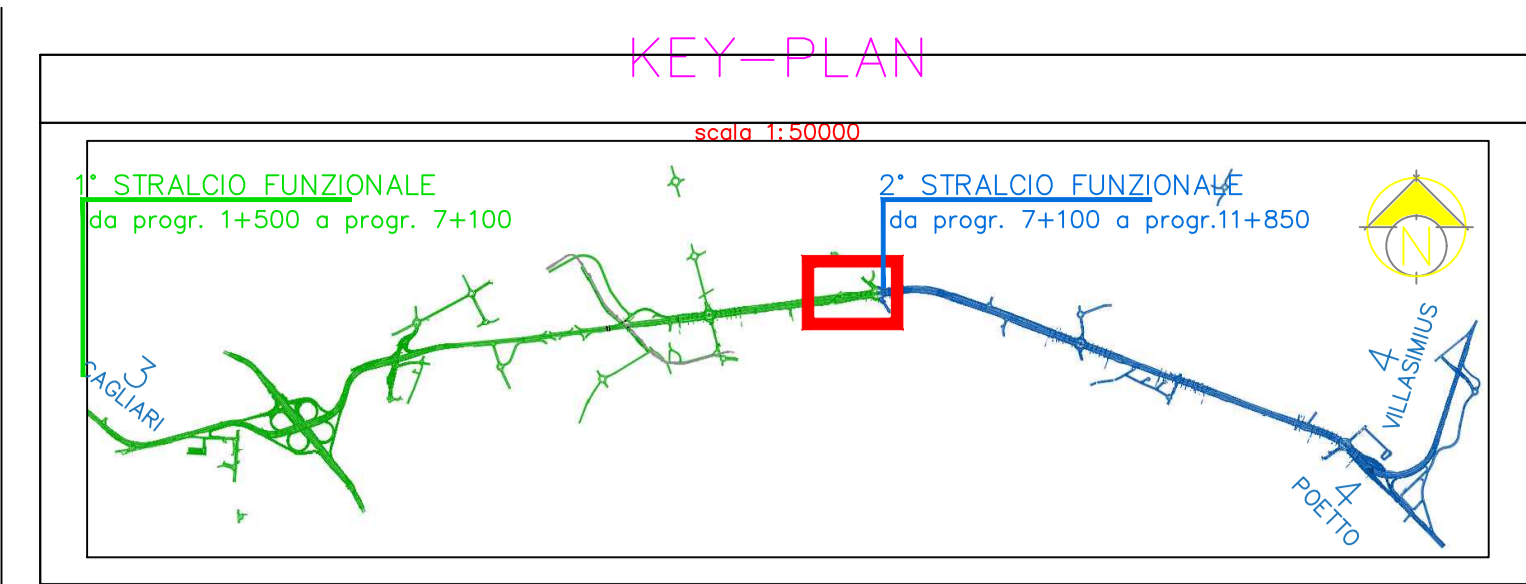 KEY-PLAN
scala 1:50000
1° STRALCIO FUNZIONALE
da progr. 1+500 a progr. 7+100
2° STRALCIO FUNZIONALE
da progr. 7+100 a progr.11+850
N
3
CAGLIARI
4
VILLASIMIUS
4
POETTO